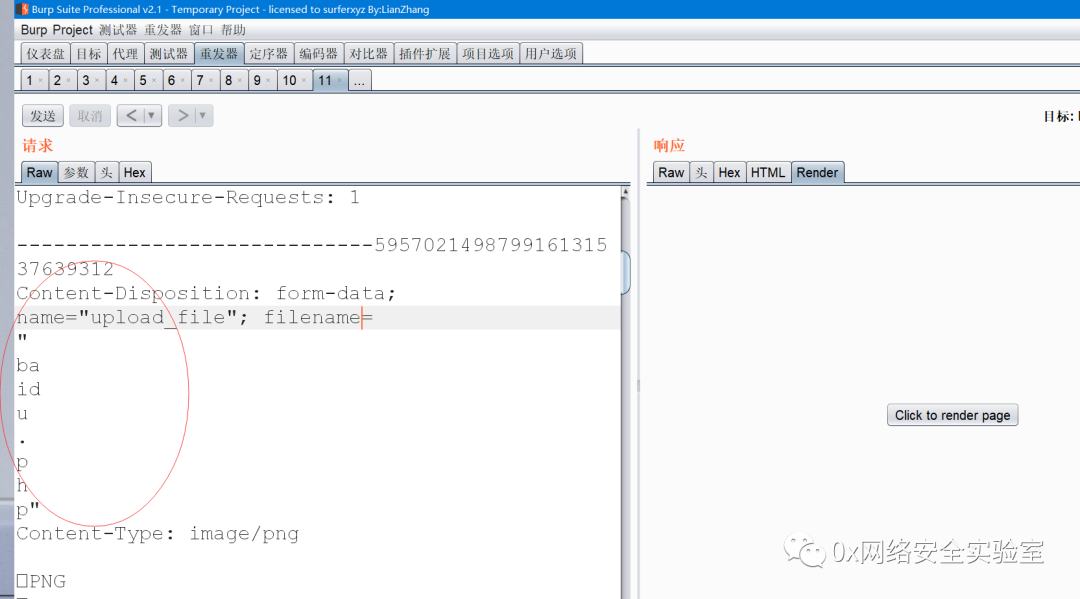 Burp Suite Professional v2.1 - Temporary Project - licensed to surferxyz By:LianZhang
Burp Project 测试器 重发器 窗口 帮助
仪表盘 目标 代理 测试器 重发器 定序器 编码器 对比器 插件扩展 项目选项 用户选项
1 × 2 × 3 × 4 × 5 × 6 × 7 × 8 × 9 × 10 × 11 × ...
发送 取消 < ▼ > ▼ 目标:
请求 响应
Raw 参数 头 Hex Raw 头 Hex HTML Render
Upgrade-Insecure-Requests: 1
-----------------------------5957021498799161315
37639312
Content-Disposition: form-data;
name="upload_file"; filename=
"
ba
id
u
.
p
h
p"
Content-Type: image/png
□PNG
Click to render page
0x网络安全实验室